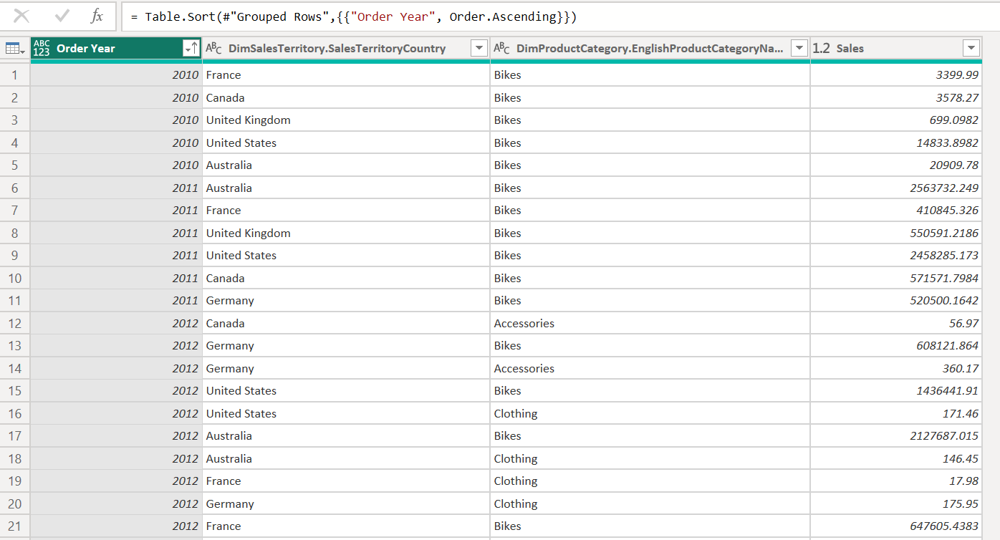 fx = Table.Sort(#"Grouped Rows",{{"Order Year", Order.Ascending}})
ABC 123 Order Year ABC DimSalesTerritory.SalesTerritoryCountry ABC DimProductCategory.EnglishProductCategoryNa... 1.2 Sales
1 2010 France Bikes 3399.99
2 2010 Canada Bikes 3578.27
3 2010 United Kingdom Bikes 699.0982
4 2010 United States Bikes 14833.8982
5 2010 Australia Bikes 20909.78
6 2011 Australia Bikes 2563732.249
7 2011 France Bikes 410845.326
8 2011 United Kingdom Bikes 550591.2186
9 2011 United States Bikes 2458285.173
10 2011 Canada Bikes 571571.7984
11 2011 Germany Bikes 520500.1642
12 2012 Canada Accessories 56.97
13 2012 Germany Bikes 608121.864
14 2012 Germany Accessories 360.17
15 2012 United States Bikes 1436441.91
16 2012 United States Clothing 171.46
17 2012 Australia Bikes 2127687.015
18 2012 Australia Clothing 146.45
19 2012 France Clothing 17.98
20 2012 Germany Clothing 175.95
21 2012 France Bikes 647605.4383